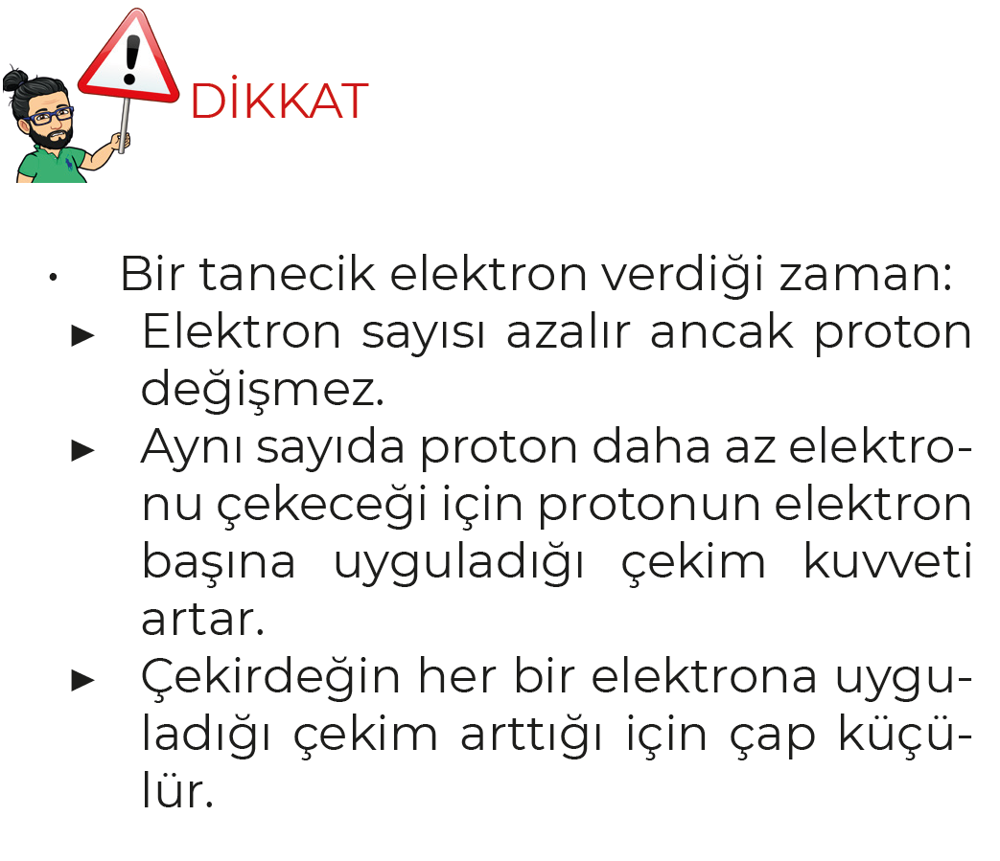 DİKKAT
• Bir tanecik elektron verdiği zaman:
► Elektron sayısı azalır ancak proton
değişmez.
► Aynı sayıda proton daha az elektro-
nu çekeceği için protonun elektron
başına uyguladığı çekim kuvveti
artar.
► Çekirdeğin her bir elektrona uygu-
ladığı çekim arttığı için çap küçü-
lür.